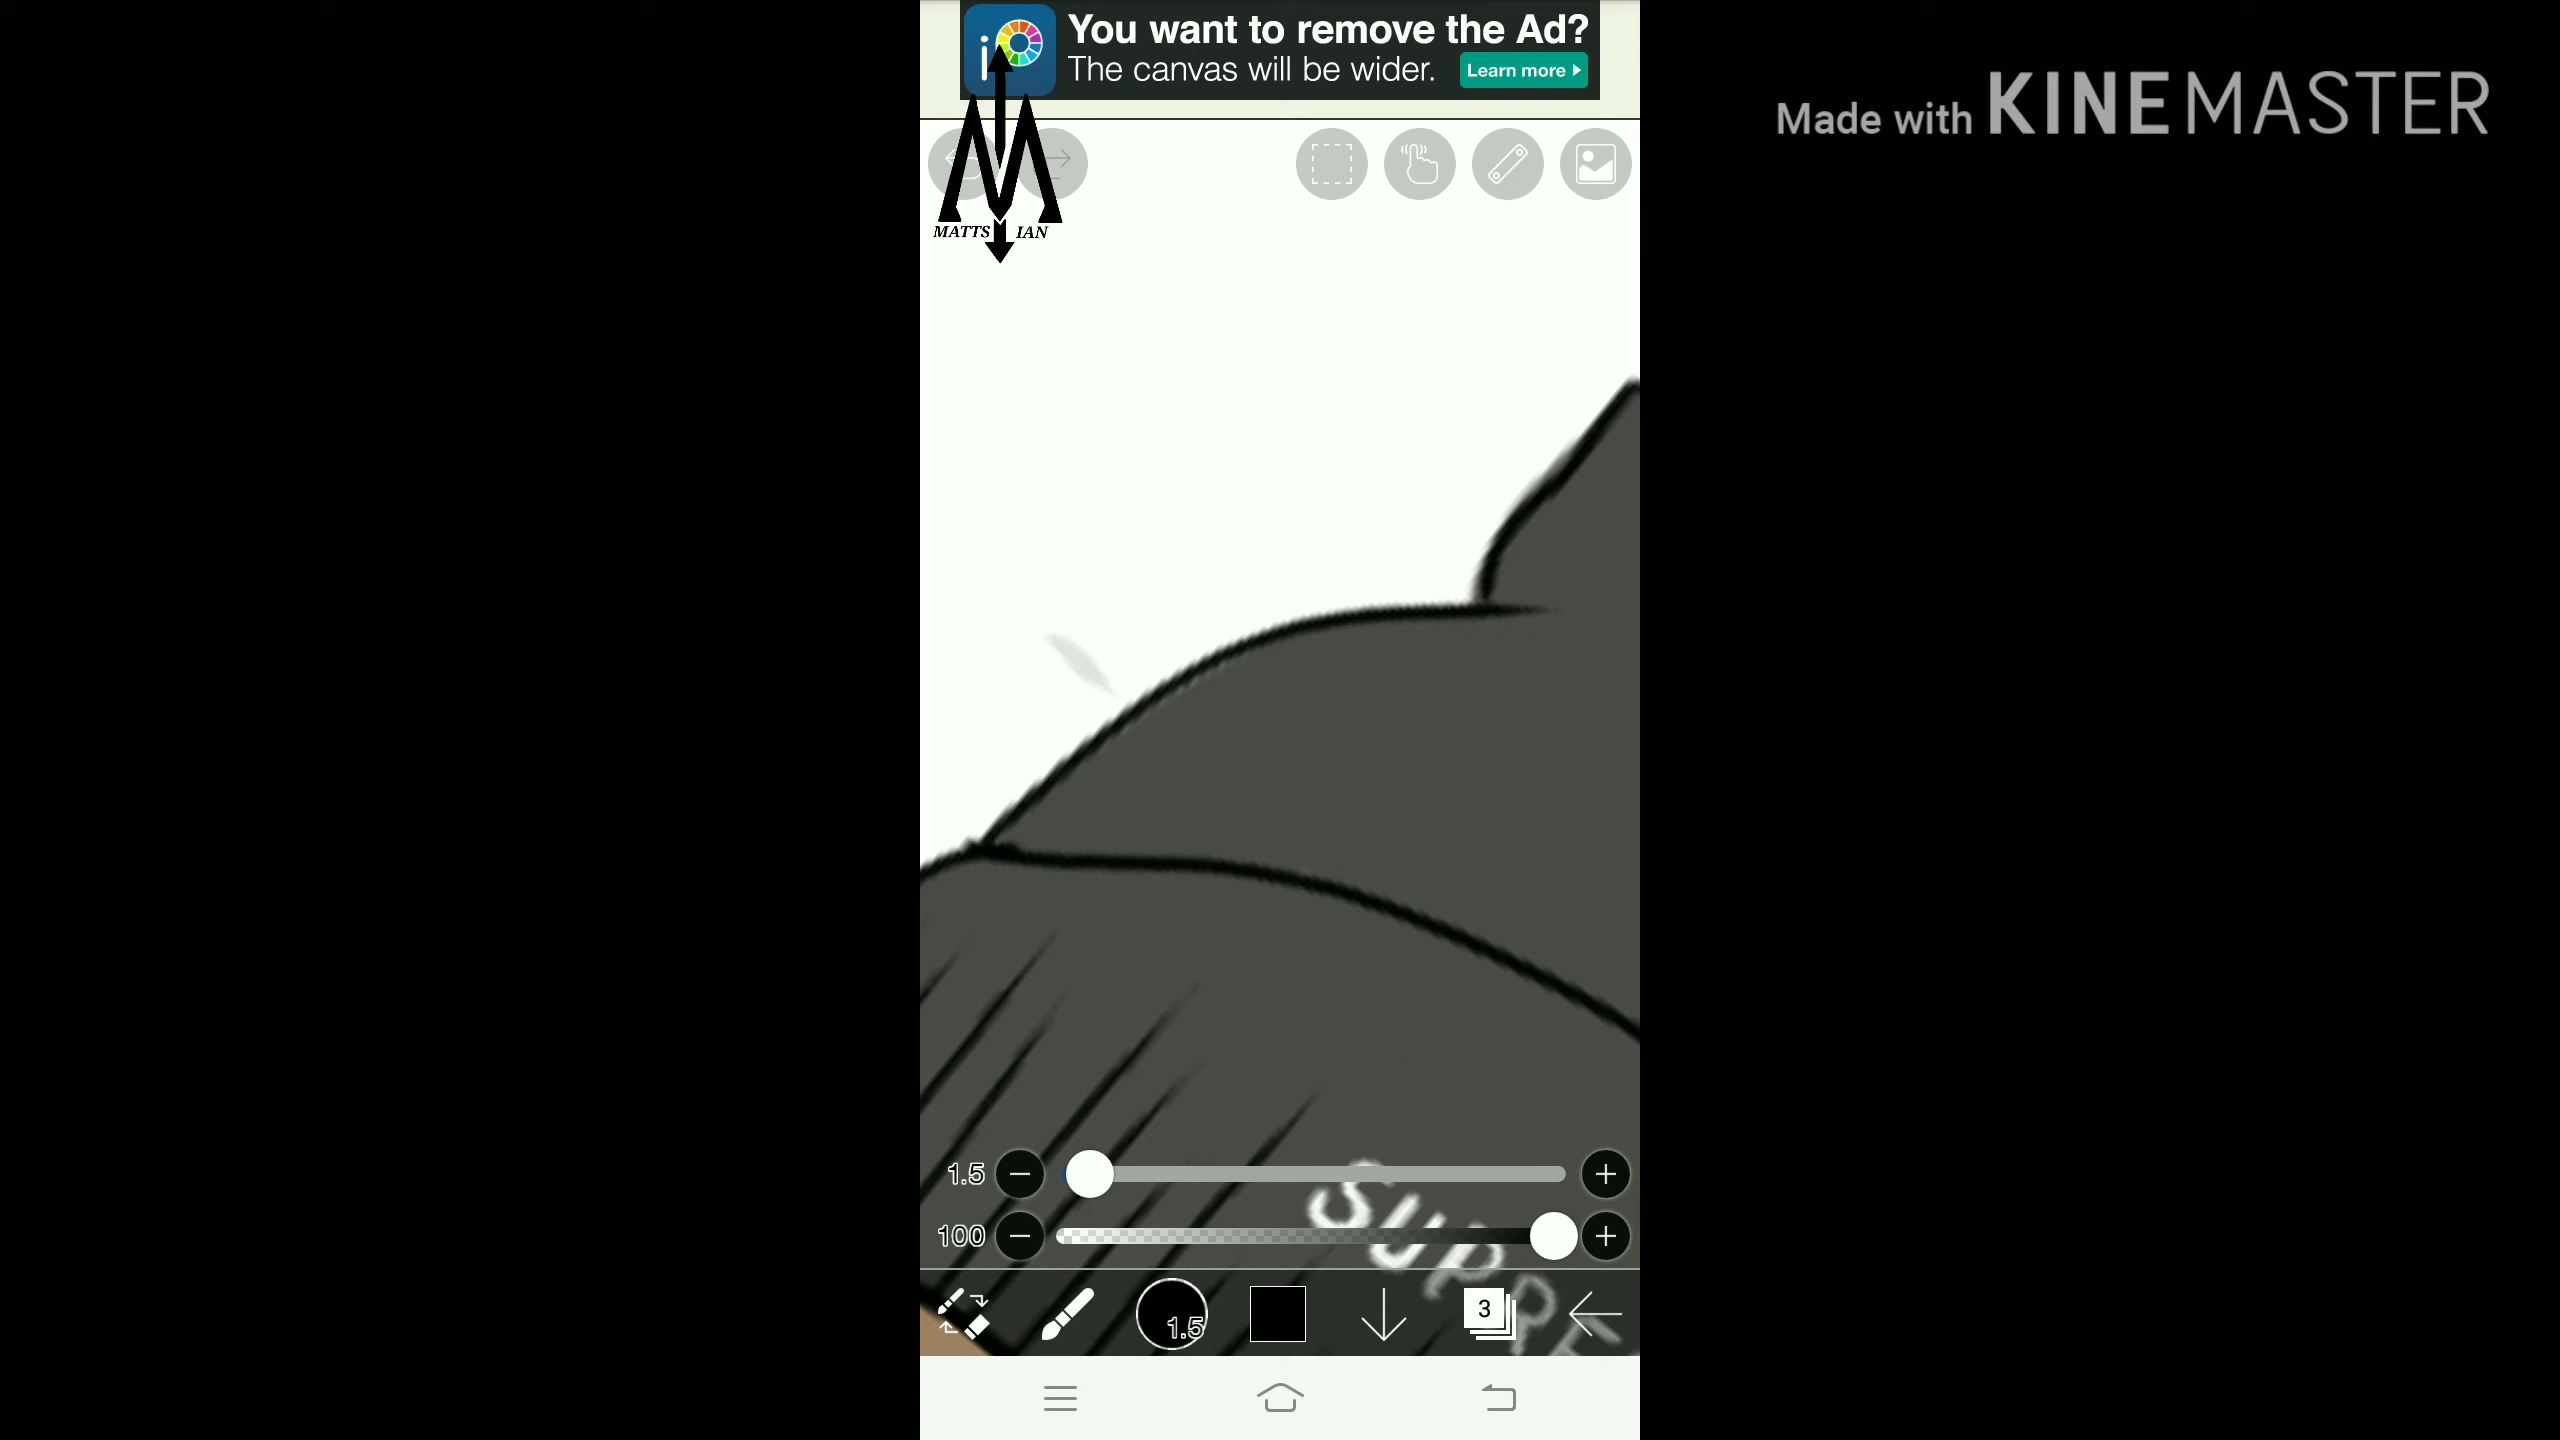 You want to remove the Ad?
The canvas will be wider.
Learn more
Made with KINEMASTER
MATTS IAN
1.5
100
SUPRE
1.5
3